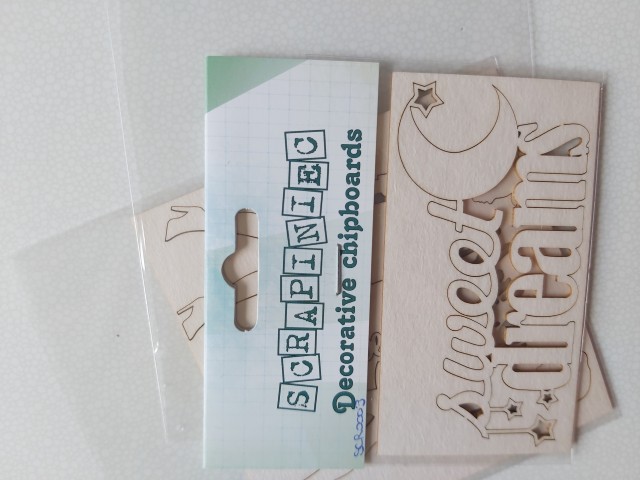 SCRAPINIEC
Decorative chipboards
sweet
dreams